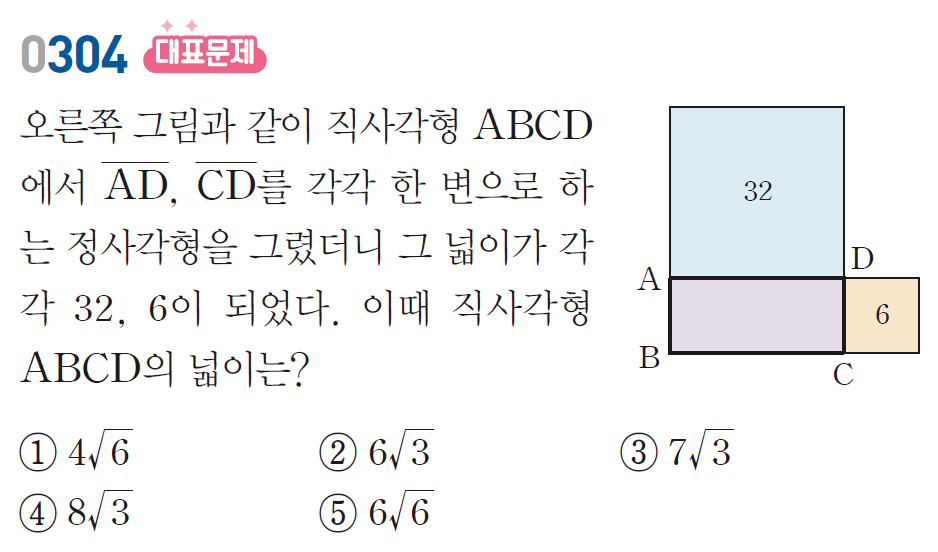 0304 대표문제
오른쪽 그림과 같이 직사각형 ABCD
에서 \overline{AD}, \overline{CD}를 각각 한 변으로 하
는 정사각형을 그렸더니 그 넓이가 각
각 32, 6이 되었다. 이때 직사각형
ABCD의 넓이는?
32
A
D
6
B
C
① 4√6 ② 6√3 ③ 7√3
④ 8√3 ⑤ 6√6